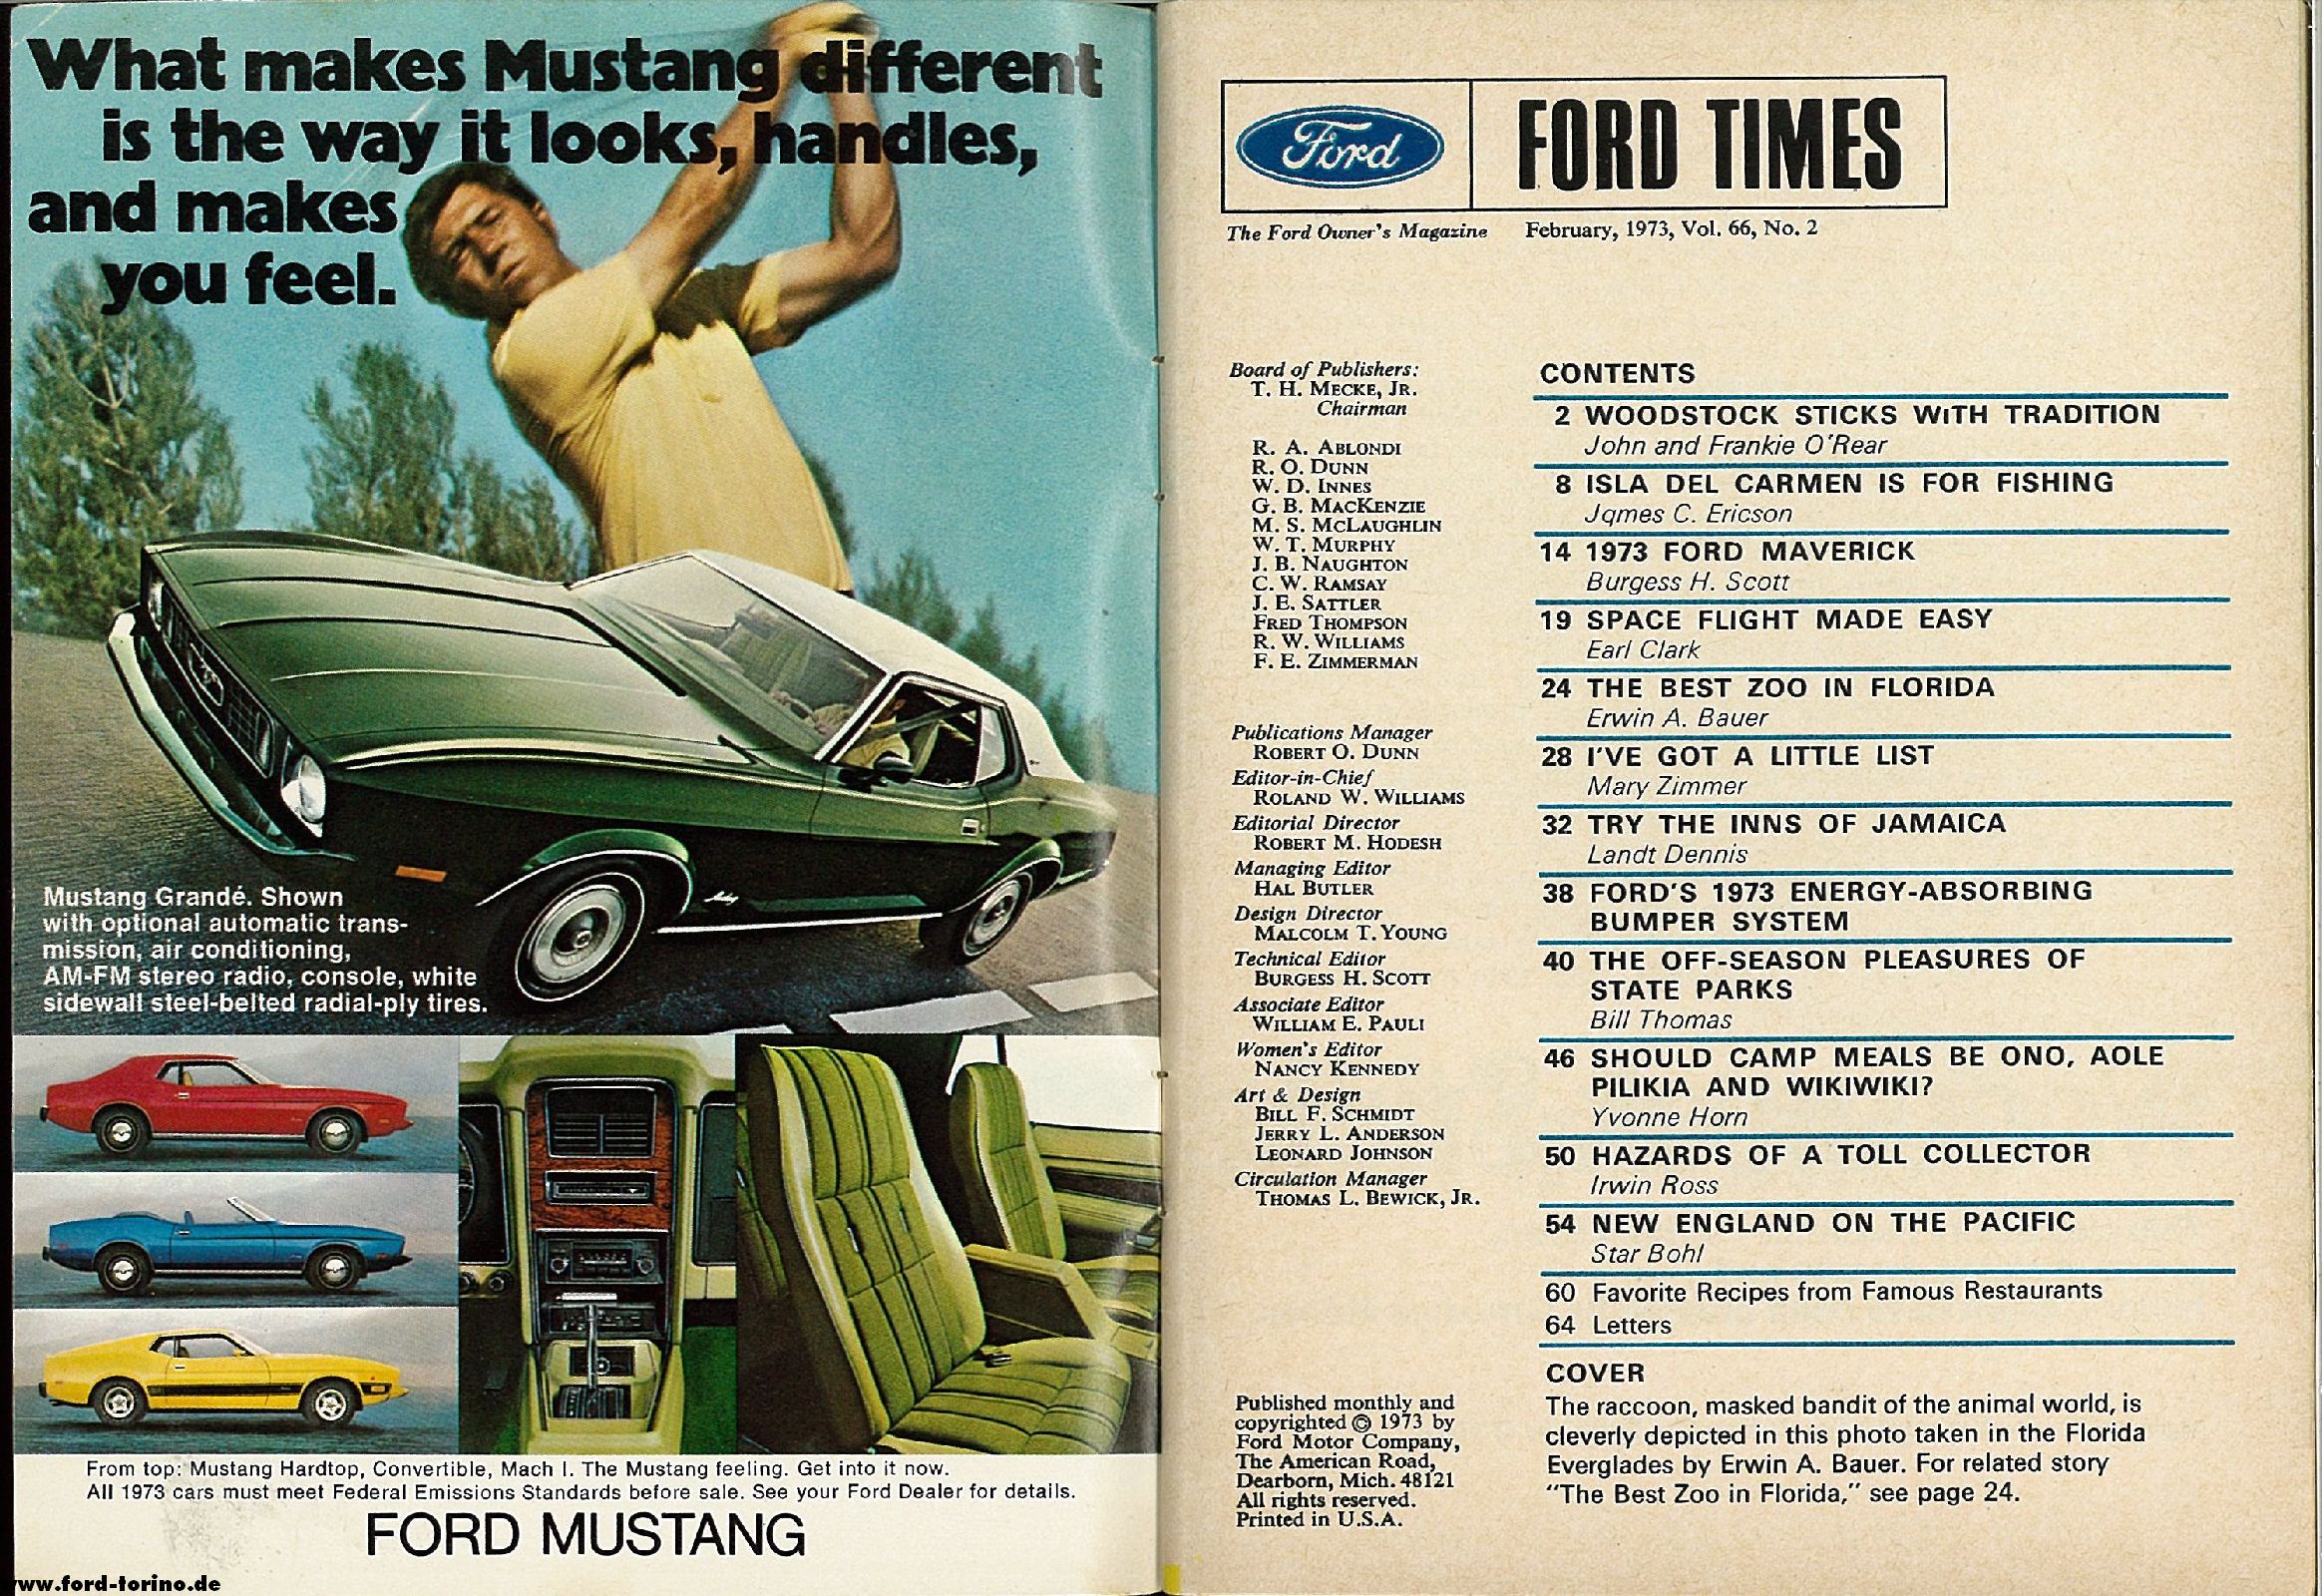 What makes Mustang different
is the way it looks, handles,
and makes
you feel.
Mustang Grandé. Shown
with optional automatic trans-
mission, air conditioning,
AM-FM stereo radio, console, white
sidewall steel-belted radial-ply tires.
From top: Mustang Hardtop, Convertible, Mach I. The Mustang feeling. Get into it now.
All 1973 cars must meet Federal Emissions Standards before sale. See your Ford Dealer for details.
FORD MUSTANG
www.ford-torino.de
Ford
FORD TIMES
The Ford Owner's Magazine
February, 1973, Vol. 66, No. 2
Board of Publishers:
T. H. MECKE, JR.
Chairman
R. A. ABLONDI
R. O. DUNN
W. D. INNES
G. B. MACKENZIE
M. S. MCLAUGHLIN
W. T. MURPHY
J. B. NAUGHTON
C. W. RAMSAY
J. E. SATTLER
FRED THOMPSON
R. W. WILLIAMS
F. E. ZIMMERMAN
Publications Manager
ROBERT O. DUNN
Editor-in-Chief
ROLAND W. WILLIAMS
Editorial Director
ROBERT M. HODESH
Managing Editor
HAL BUTLER
Design Director
MALCOLM T. YOUNG
Technical Editor
BURGESS H. SCOTT
Associate Editor
WILLIAM E. PAULI
Women's Editor
NANCY KENNEDY
Art & Design
BILL F. SCHMIDT
JERRY L. ANDERSON
LEONARD JOHNSON
Circulation Manager
THOMAS L. BEWICK, JR.
Published monthly and
copyrighted © 1973 by
Ford Motor Company,
The American Road,
Dearborn, Mich. 48121
All rights reserved.
Printed in U.S.A.
CONTENTS
2 WOODSTOCK STICKS WiTH TRADITION
John and Frankie O'Rear
8 ISLA DEL CARMEN IS FOR FISHING
James C. Ericson
14 1973 FORD MAVERICK
Burgess H. Scott
19 SPACE FLIGHT MADE EASY
Earl Clark
24 THE BEST ZOO IN FLORIDA
Erwin A. Bauer
28 I'VE GOT A LITTLE LIST
Mary Zimmer
32 TRY THE INNS OF JAMAICA
Landt Dennis
38 FORD'S 1973 ENERGY-ABSORBING
BUMPER SYSTEM
40 THE OFF-SEASON PLEASURES OF
STATE PARKS
Bill Thomas
46 SHOULD CAMP MEALS BE ONO, AOLE
PILIKIA AND WIKIWIKI?
Yvonne Horn
50 HAZARDS OF A TOLL COLLECTOR
Irwin Ross
54 NEW ENGLAND ON THE PACIFIC
Star Bohl
60 Favorite Recipes from Famous Restaurants
64 Letters
COVER
The raccoon, masked bandit of the animal world, is
cleverly depicted in this photo taken in the Florida
Everglades by Erwin A. Bauer. For related story
"The Best Zoo in Florida," see page 24.